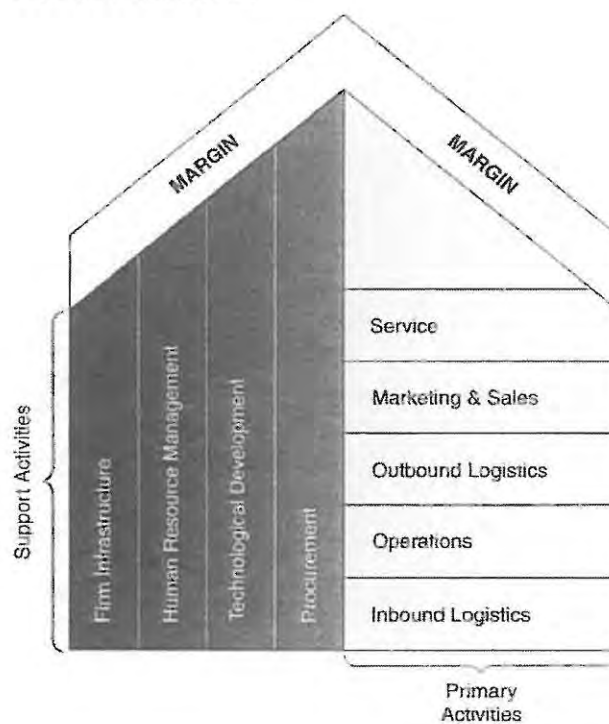 MARGIN
MARGIN
Support Activities
Firm Infrastructure
Human Resource Management
Technological Development
Procurement
Service
Marketing & Sales
Outbound Logistics
Operations
Inbound Logistics
Primary
Activities